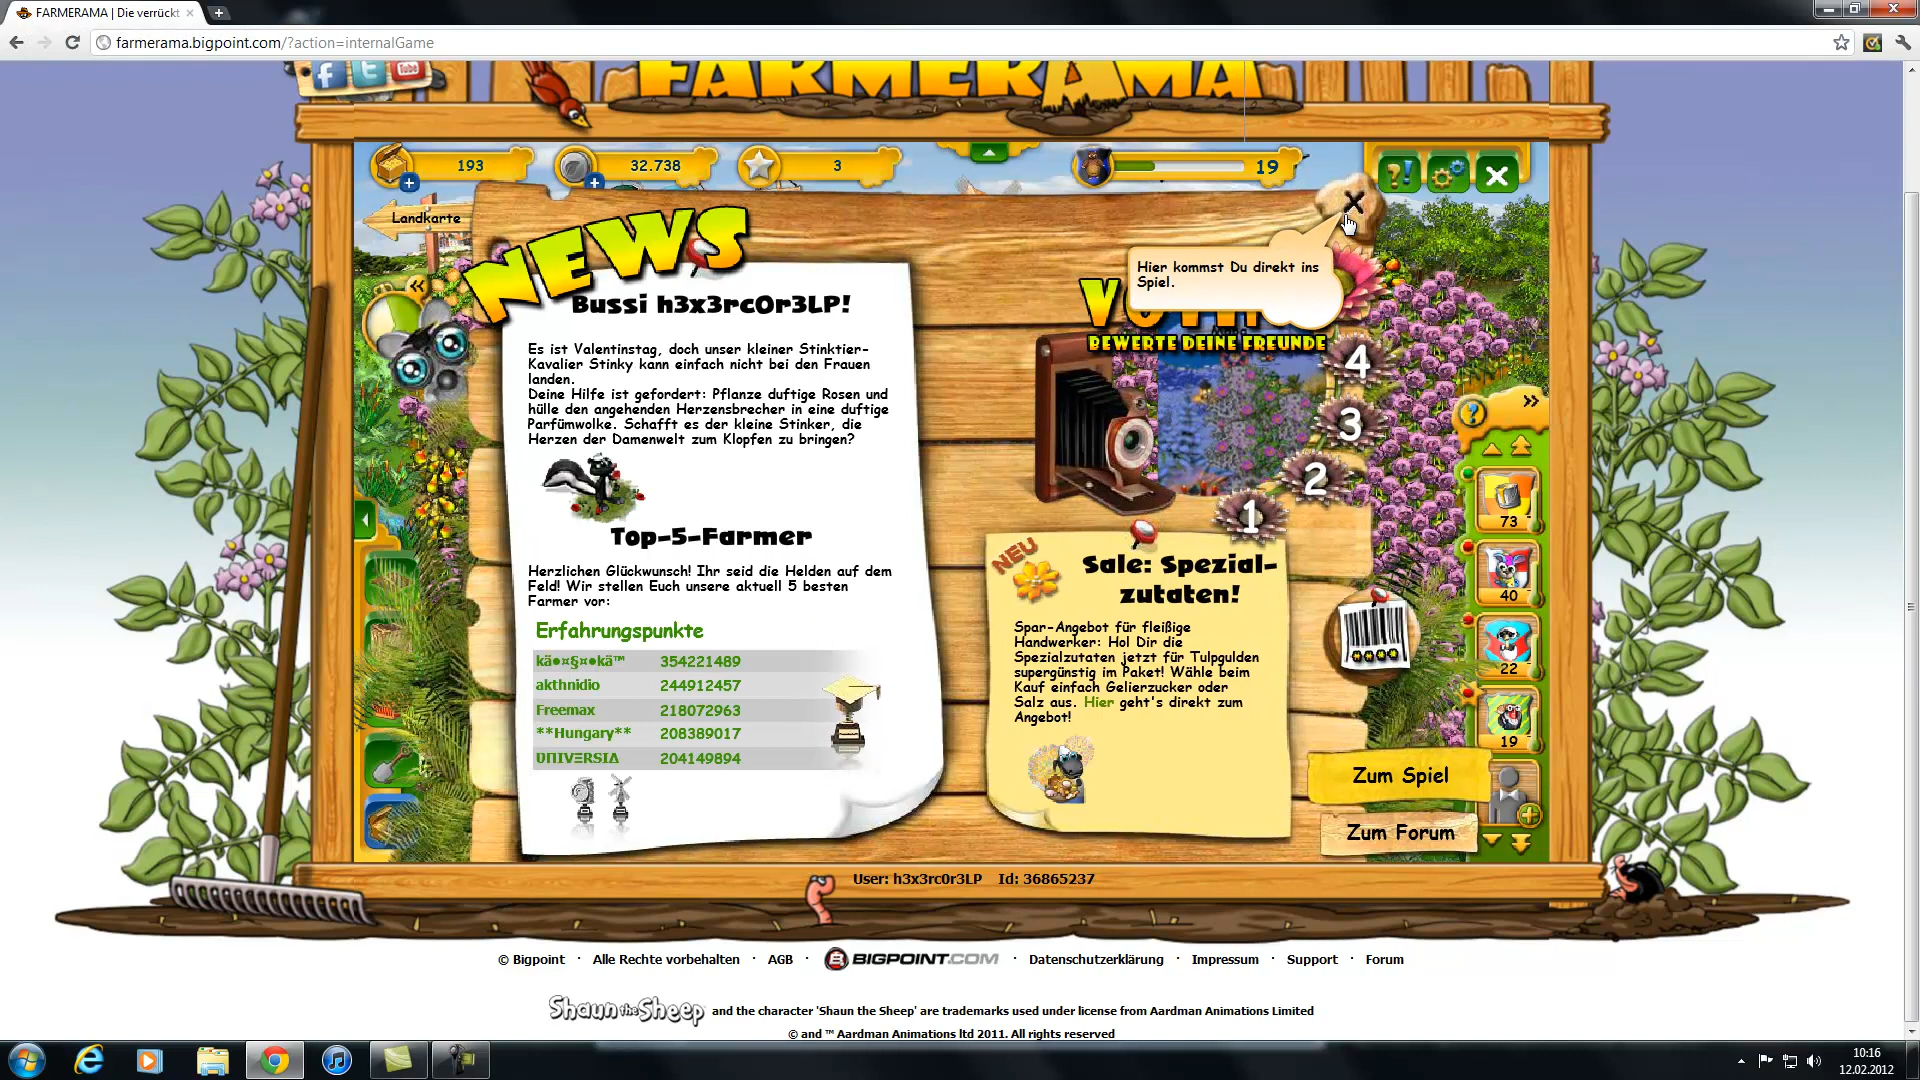 FARMERAMA | Die verrückt
farmerama.bigpoint.com/?action=internalGame
FARMERAMA
193
32.738
3
19
Landkarte
NEWS
Hier kommst Du direkt ins
Spiel.
Bussi h3x3rc0r3LP!
BEWERTE DEINE FREUNDE
Es ist Valentinstag, doch unser kleiner Stinktier-
Kavalier Stinky kann einfach nicht bei den Frauen
landen.
Deine Hilfe ist gefordert: Pflanze duftige Rosen und
hülle den angehenden Herzensbrecher in eine duftige
Parfümwolke. Schafft es der kleine Stinker, die
Herzen der Damenwelt zum Klopfen zu bringen?
4
3
2
1
Top-5-Farmer
Herzlichen Glückwunsch! Ihr seid die Helden auf dem
Feld! Wir stellen Euch unsere aktuell 5 besten
Farmer vor:
Erfahrungspunkte
kä●¤§¤●kä™ 354221489
akthnidio 244912457
Freemax 218072963
**Hungary** 208389017
204149894
NEU
Sale: Spezial-
zutaten!
Spar-Angebot für fleißige
Handwerker: Hol Dir die
Spezialzutaten jetzt für Tulpgulden
supergünstig im Paket! Wähle beim
Kauf einfach Gelierzucker oder
Salz aus. Hier geht's direkt zum
Angebot!
73
40
22
19
Zum Spiel
Zum Forum
User: h3x3rc0r3LP Id: 36865237
© Bigpoint · Alle Rechte vorbehalten · AGB · BIGPOINT.COM · Datenschutzerklärung · Impressum · Support · Forum
Shaun the Sheep and the character 'Shaun the Sheep' are trademarks used under license from Aardman Animations Limited
© and ™ Aardman Animations ltd 2011. All rights reserved
10:16
12.02.2012